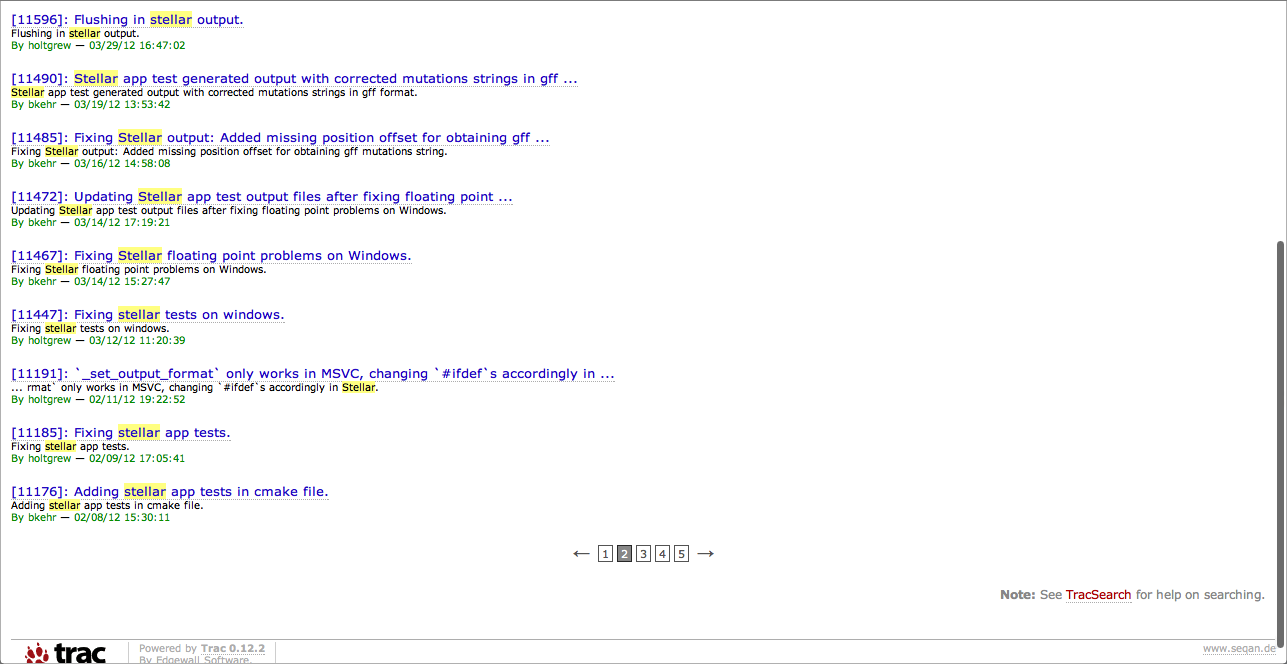 [11596]: Flushing in stellar output.
Flushing in stellar output.
By holtgrew — 03/29/12 16:47:02
[11490]: Stellar app test generated output with corrected mutations strings in gff ...
Stellar app test generated output with corrected mutations strings in gff format.
By bkehr — 03/19/12 13:53:42
[11485]: Fixing Stellar output: Added missing position offset for obtaining gff ...
Fixing Stellar output: Added missing position offset for obtaining gff mutations string.
By bkehr — 03/16/12 14:58:08
[11472]: Updating Stellar app test output files after fixing floating point ...
Updating Stellar app test output files after fixing floating point problems on Windows.
By bkehr — 03/14/12 17:19:21
[11467]: Fixing Stellar floating point problems on Windows.
Fixing Stellar floating point problems on Windows.
By bkehr — 03/14/12 15:27:47
[11447]: Fixing stellar tests on windows.
Fixing stellar tests on windows.
By holtgrew — 03/12/12 11:20:39
[11191]: `_set_output_format` only works in MSVC, changing `#ifdef`s accordingly in ...
... rmat` only works in MSVC, changing `#ifdef`s accordingly in Stellar.
By holtgrew — 02/11/12 19:22:52
[11185]: Fixing stellar app tests.
Fixing stellar app tests.
By holtgrew — 02/09/12 17:05:41
[11176]: Adding stellar app tests in cmake file.
Adding stellar app tests in cmake file.
By bkehr — 02/08/12 15:30:11
← 1 2 3 4 5 →
Note: See TracSearch for help on searching.
trac Powered by Trac 0.12.2 www.seqan.de
By Edgewall Software.